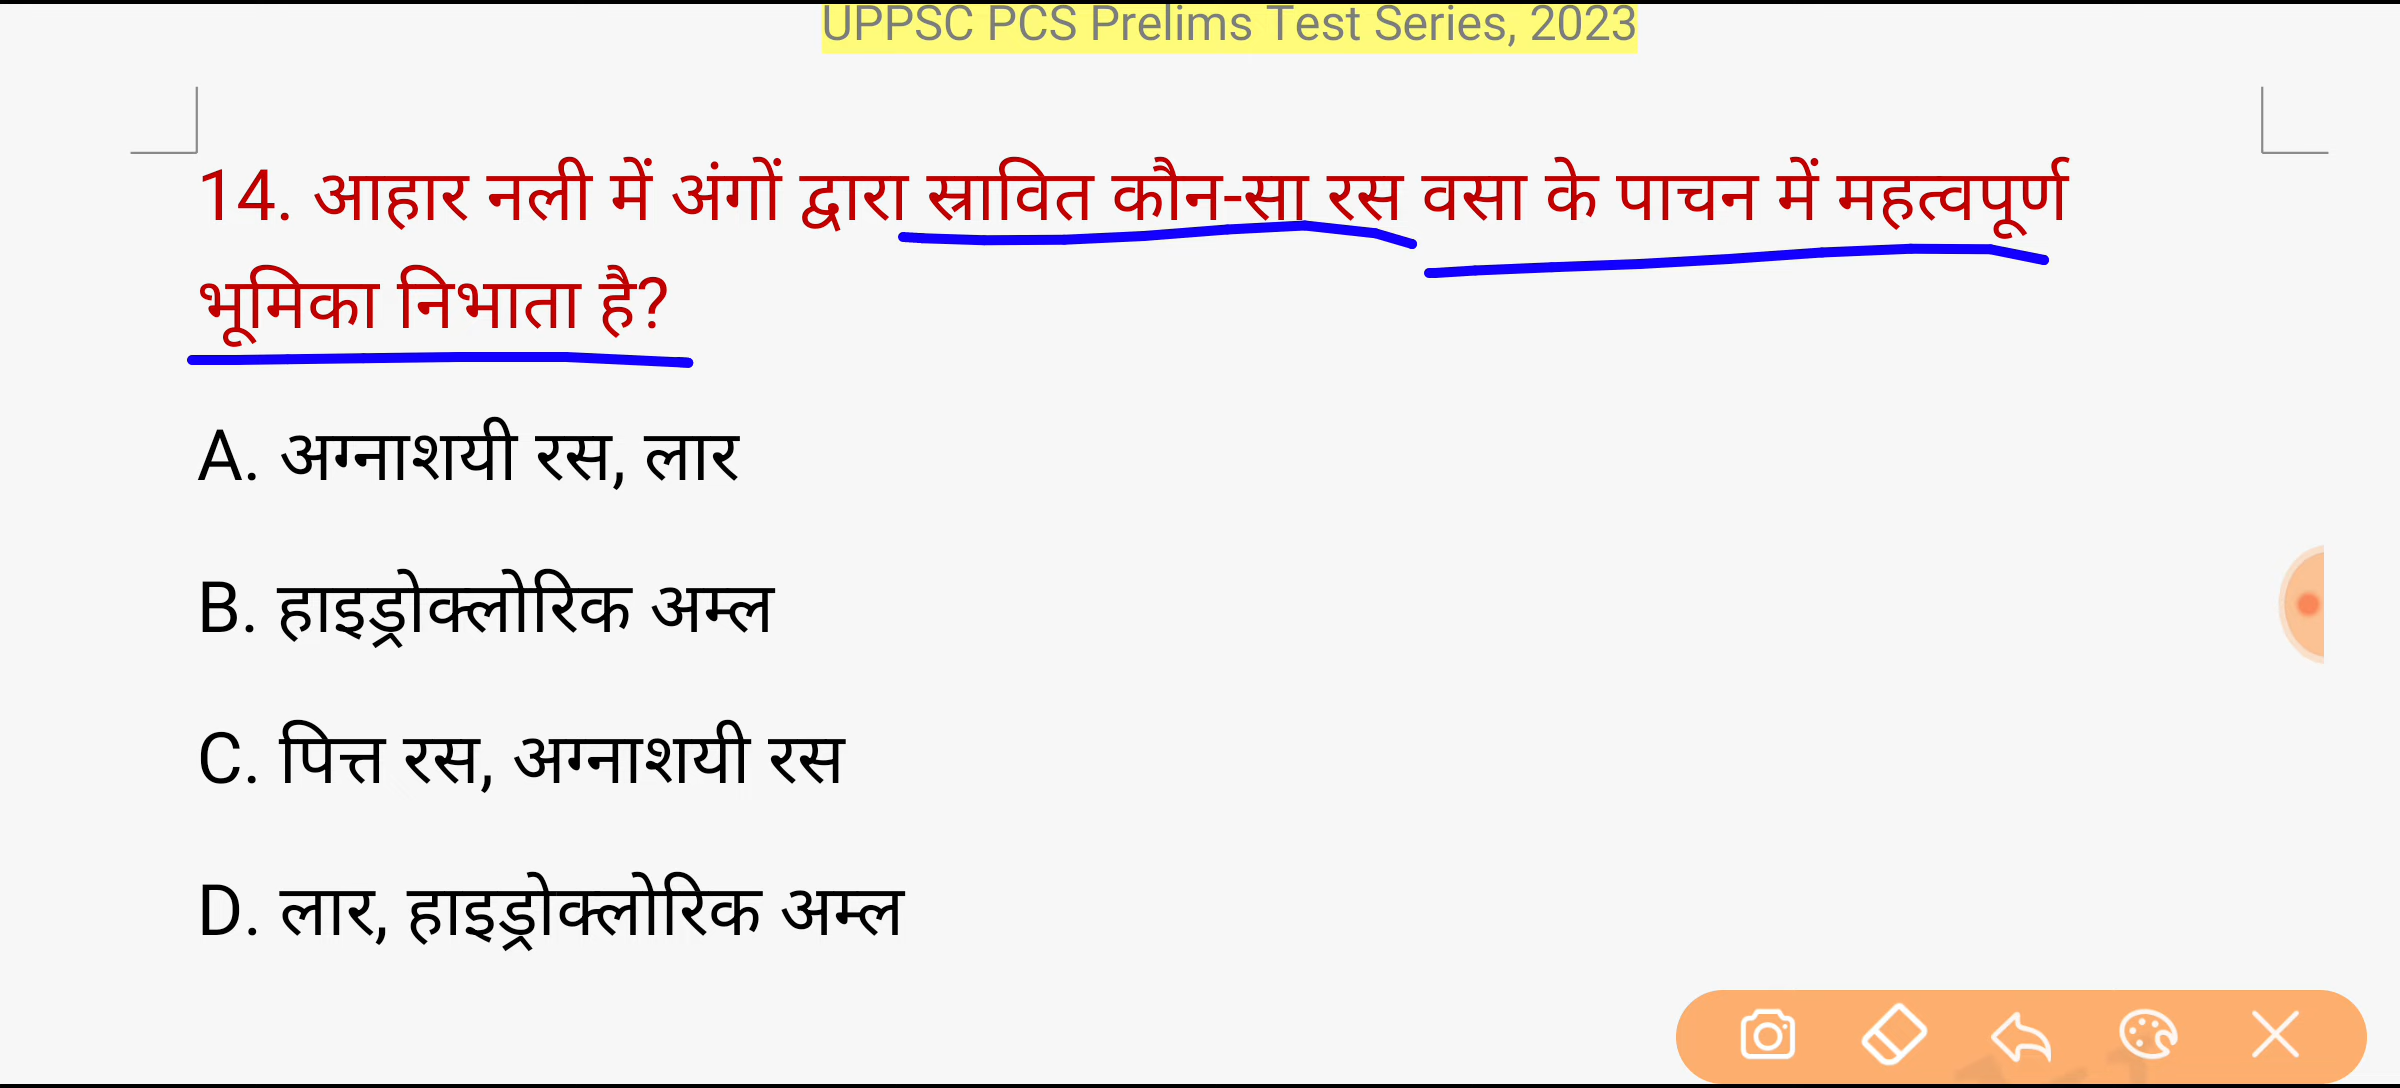 UPPSC PCS Prelims Test Series, 2023
14. आहार नली में अंगों द्वारा स्रावित कौन-सा रस वसा के पाचन में महत्वपूर्ण
भूमिका निभाता है?
A. अग्नाशयी रस, लार
B. हाइड्रोक्लोरिक अम्ल
C. पित्त रस, अग्नाशयी रस
D. लार, हाइड्रोक्लोरिक अम्ल